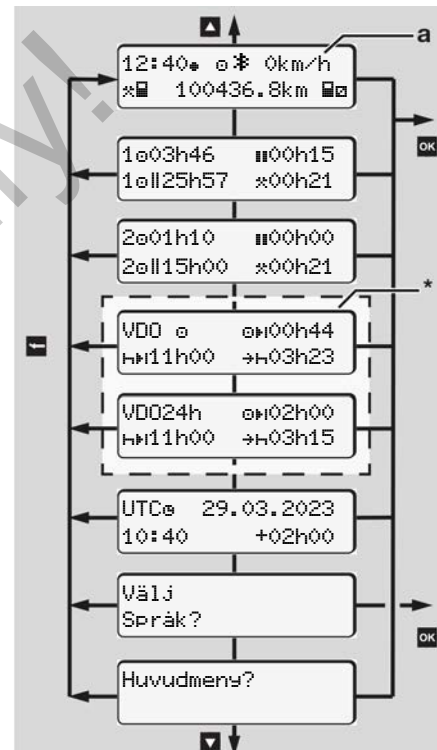 a
12:40 0km/h
100436.8km
OK
1 03h46 00h15
1 25h57 00h21
2 01h10 00h00
2 15h00 00h21
*
VDO 00h44
11h00 03h23
VDO24h 02h00
11h00 03h15
UTC 29.03.2023
10:40 +02h00
Välj
Språk?
OK
Huvudmeny?
ny!